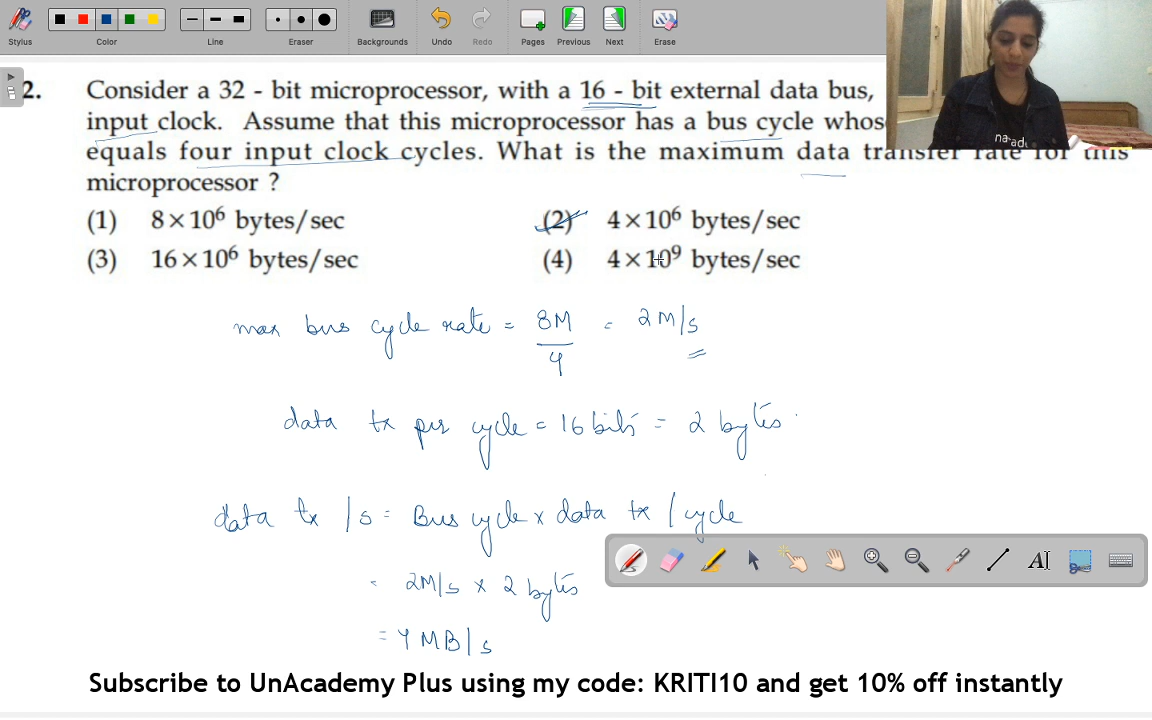 Stylus Color Line Eraser Backgrounds Undo Redo Pages Previous Next Erase
2. Consider a 32 - bit microprocessor, with a 16 - bit external data bus,
input clock. Assume that this microprocessor has a bus cycle whos
equals four input clock cycles. What is the maximum data transfer rate for this
microprocessor ?
(1) 8×10⁶ bytes/sec (2) 4×10⁶ bytes/sec
(3) 16×10⁶ bytes/sec (4) 4×10⁹ bytes/sec
max bus cycle rate = 8M/4 = 2M/s
data tx per cycle = 16 bits = 2 bytes
data tx /s = Bus cycle x data tx / cycle
= 2M/s x 2 bytes
= 4 MB/s
AI
Subscribe to UnAcademy Plus using my code: KRITI10 and get 10% off instantly